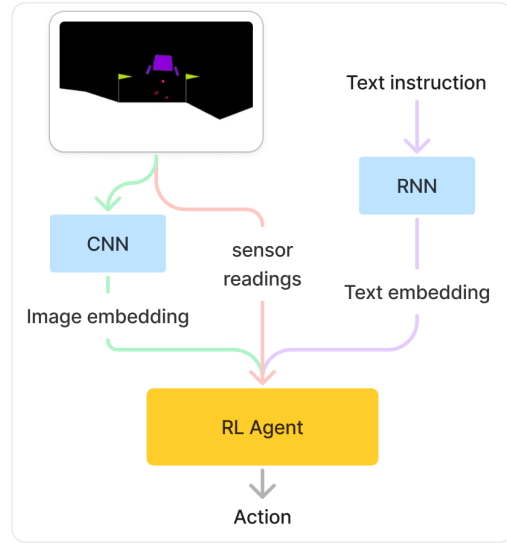 Text instruction
RNN
CNN
sensor
readings
Text embedding
Image embedding
RL Agent
Action